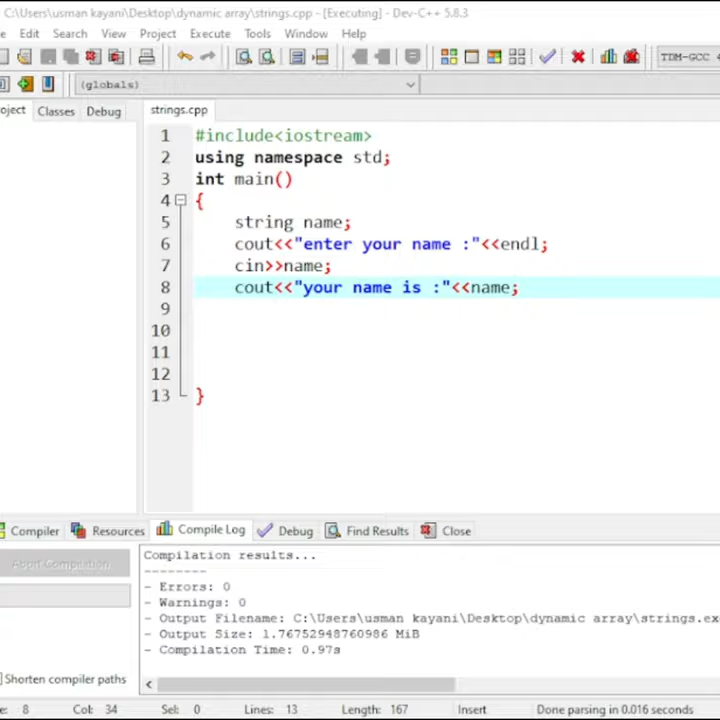 C:\Users\usman kayani\Desktop\dynamic array\strings.cpp - [Executing] - Dev-C++ 5.8.3
Edit Search View Project Execute Tools Window Help
TDM-GCC 4
(globals)
oject Classes Debug strings.cpp
1 #include<iostream>
2 using namespace std;
3 int main()
4 {
5 string name;
6 cout<<"enter your name :"<<endl;
7 cin>>name;
8 cout<<"your name is :"<<name;
9
10
11
12
13 }
Compiler Resources Compile Log Debug Find Results Close
Abort Compilation
Compilation results...
--------
- Errors: 0
- Warnings: 0
- Output Filename: C:\Users\usman kayani\Desktop\dynamic array\strings.exe
- Output Size: 1.76752948760986 MiB
- Compilation Time: 0.97s
Shorten compiler paths
e: 8 Col: 34 Sel: 0 Lines: 13 Length: 167 Insert Done parsing in 0.016 seconds